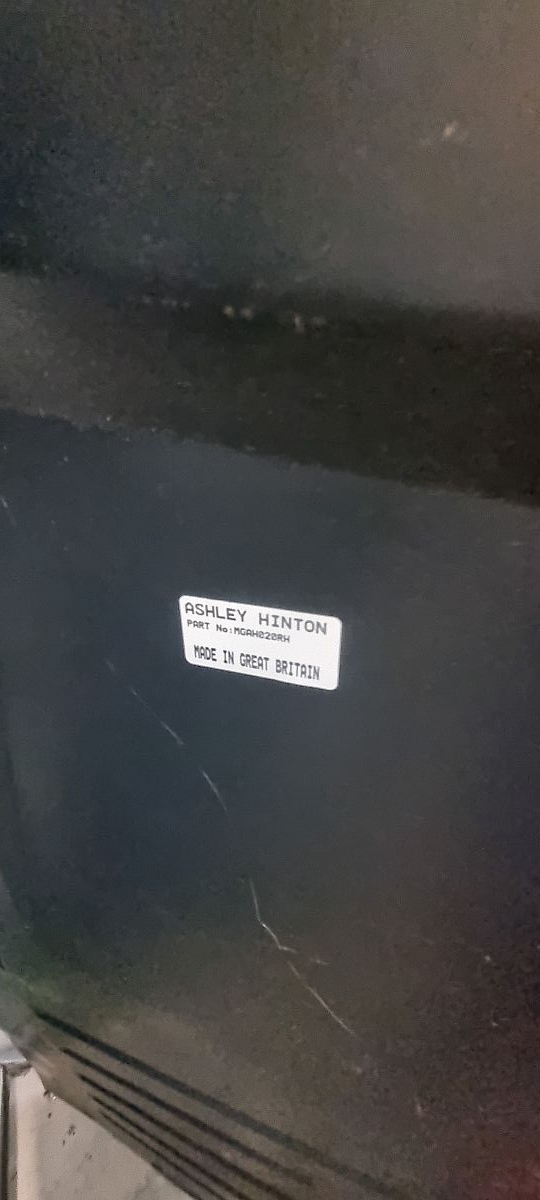 ASHLEY HINTON
PART No:MGAH020RH
MADE IN GREAT BRITAIN